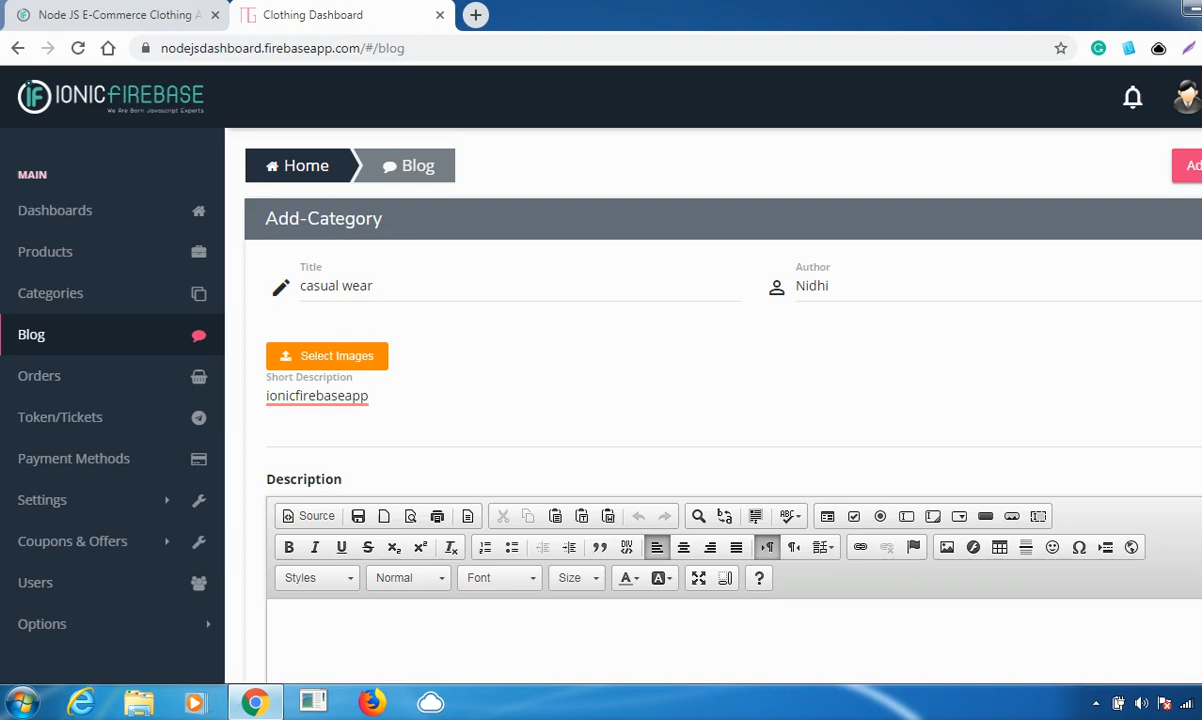 Node JS E-Commerce Clothing A
Clothing Dashboard
nodejsdashboard.firebaseapp.com/#/blog
IONICFIREBASE
We Are Born Javascript Experts
MAIN
Dashboards
Products
Categories
Blog
Orders
Token/Tickets
Payment Methods
Settings
Coupons & Offers
Users
Options
Home
Blog
Ad
Add-Category
Title
casual wear
Author
Nidhi
Select Images
Short Description
ionicfirebaseapp
Description
Source
Styles
Normal
Font
Size